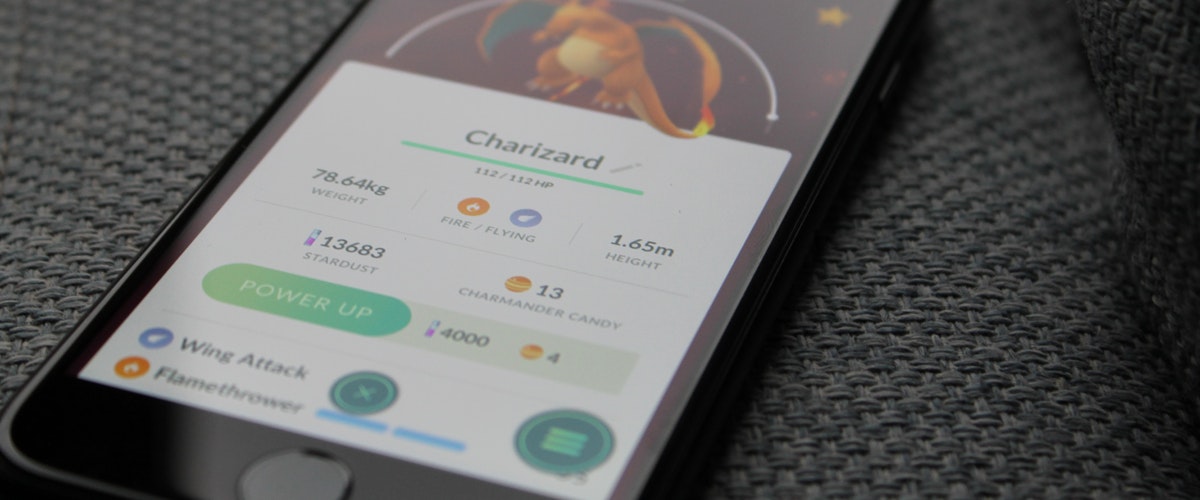 Charizard
112 / 112 HP
78.64kg
WEIGHT
FIRE / FLYING
1.65m
HEIGHT
13683
STARDUST
13
CHARMANDER CANDY
POWER UP
4000
4
Wing Attack
Flamethrower